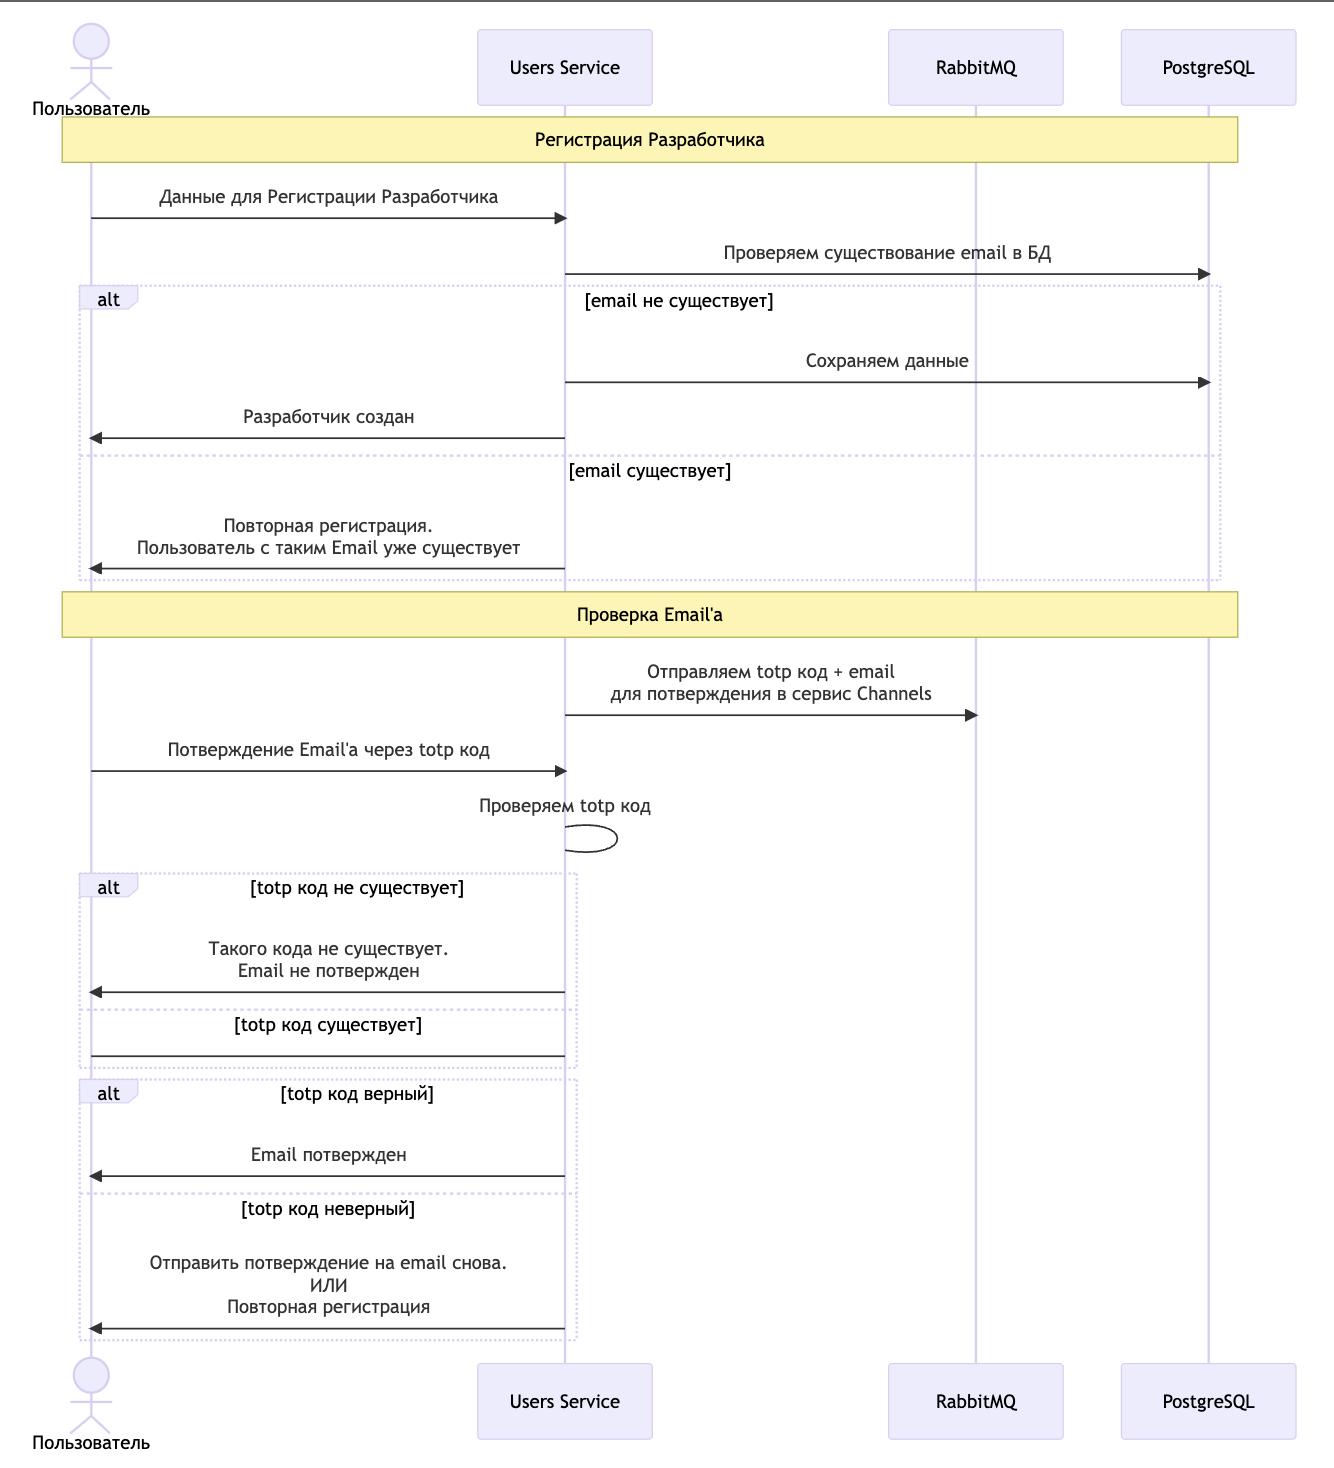 Users Service
RabbitMQ
PostgreSQL
Пользователь
Регистрация Разработчика
Данные для Регистрации Разработчика
Проверяем существование email в БД
alt
[email не существует]
Сохраняем данные
Разработчик создан
[email существует]
Повторная регистрация.
Пользователь с таким Email уже существует
Проверка Email'а
Отправляем totp код + email
для потверждения в сервис Channels
Потверждение Email'а через totp код
Проверяем totp код
alt
[totp код не существует]
Такого кода не существует.
Email не потвержден
[totp код существует]
alt
[totp код верный]
Email потвержден
[totp код неверный]
Отправить потверждение на email снова.
ИЛИ
Повторная регистрация
Users Service
RabbitMQ
PostgreSQL
Пользователь